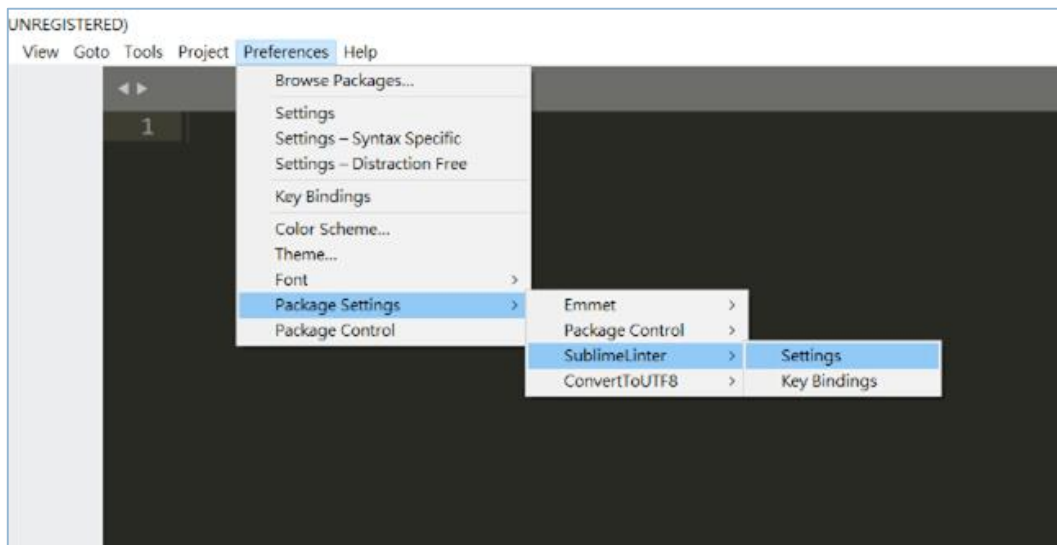 UNREGISTERED)
View Goto Tools Project Preferences Help
Browse Packages...
1
Settings
Settings – Syntax Specific
Settings – Distraction Free
Key Bindings
Color Scheme...
Theme...
Font >
Package Settings > Emmet >
Package Control Package Control >
SublimeLinter > Settings
ConvertToUTF8 > Key Bindings